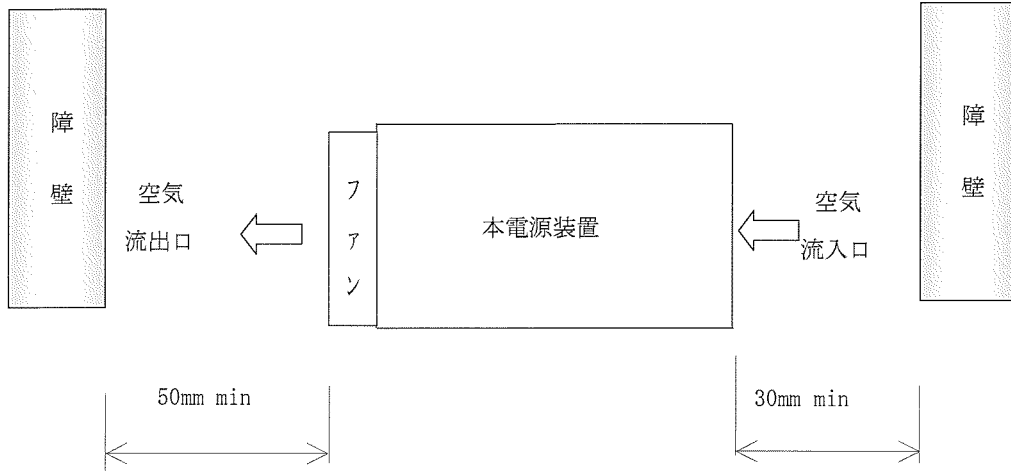 障
壁
空気
流出口
ファン
本電源装置
空気
流入口
障
壁
50mm min
30mm min